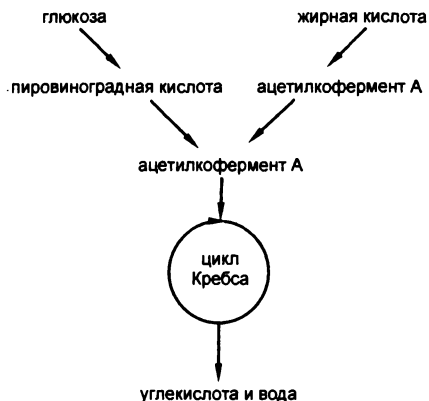 глюкоза жирная кислота
пировиноградная кислота ацетилкофермент А
ацетилкофермент А
цикл
Кребса
углекислота и вода